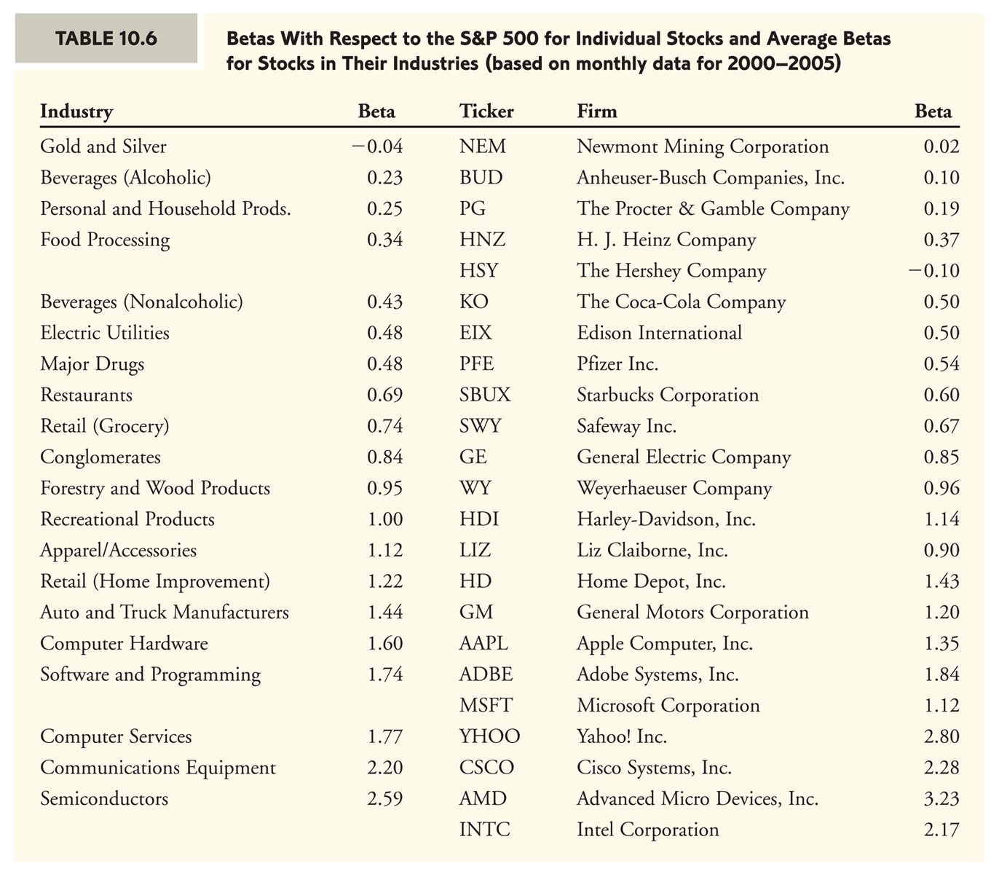 TABLE 10.6
Betas With Respect to the S&P 500 for Individual Stocks and Average Betas
for Stocks in Their Industries (based on monthly data for 2000–2005)
Industry Beta Ticker Firm Beta
Gold and Silver −0.04 NEM Newmont Mining Corporation 0.02
Beverages (Alcoholic) 0.23 BUD Anheuser-Busch Companies, Inc. 0.10
Personal and Household Prods. 0.25 PG The Procter & Gamble Company 0.19
Food Processing 0.34 HNZ H. J. Heinz Company 0.37
HSY The Hershey Company −0.10
Beverages (Nonalcoholic) 0.43 KO The Coca-Cola Company 0.50
Electric Utilities 0.48 EIX Edison International 0.50
Major Drugs 0.48 PFE Pfizer Inc. 0.54
Restaurants 0.69 SBUX Starbucks Corporation 0.60
Retail (Grocery) 0.74 SWY Safeway Inc. 0.67
Conglomerates 0.84 GE General Electric Company 0.85
Forestry and Wood Products 0.95 WY Weyerhaeuser Company 0.96
Recreational Products 1.00 HDI Harley-Davidson, Inc. 1.14
Apparel/Accessories 1.12 LIZ Liz Claiborne, Inc. 0.90
Retail (Home Improvement) 1.22 HD Home Depot, Inc. 1.43
Auto and Truck Manufacturers 1.44 GM General Motors Corporation 1.20
Computer Hardware 1.60 AAPL Apple Computer, Inc. 1.35
Software and Programming 1.74 ADBE Adobe Systems, Inc. 1.84
MSFT Microsoft Corporation 1.12
Computer Services 1.77 YHOO Yahoo! Inc. 2.80
Communications Equipment 2.20 CSCO Cisco Systems, Inc. 2.28
Semiconductors 2.59 AMD Advanced Micro Devices, Inc. 3.23
INTC Intel Corporation 2.17